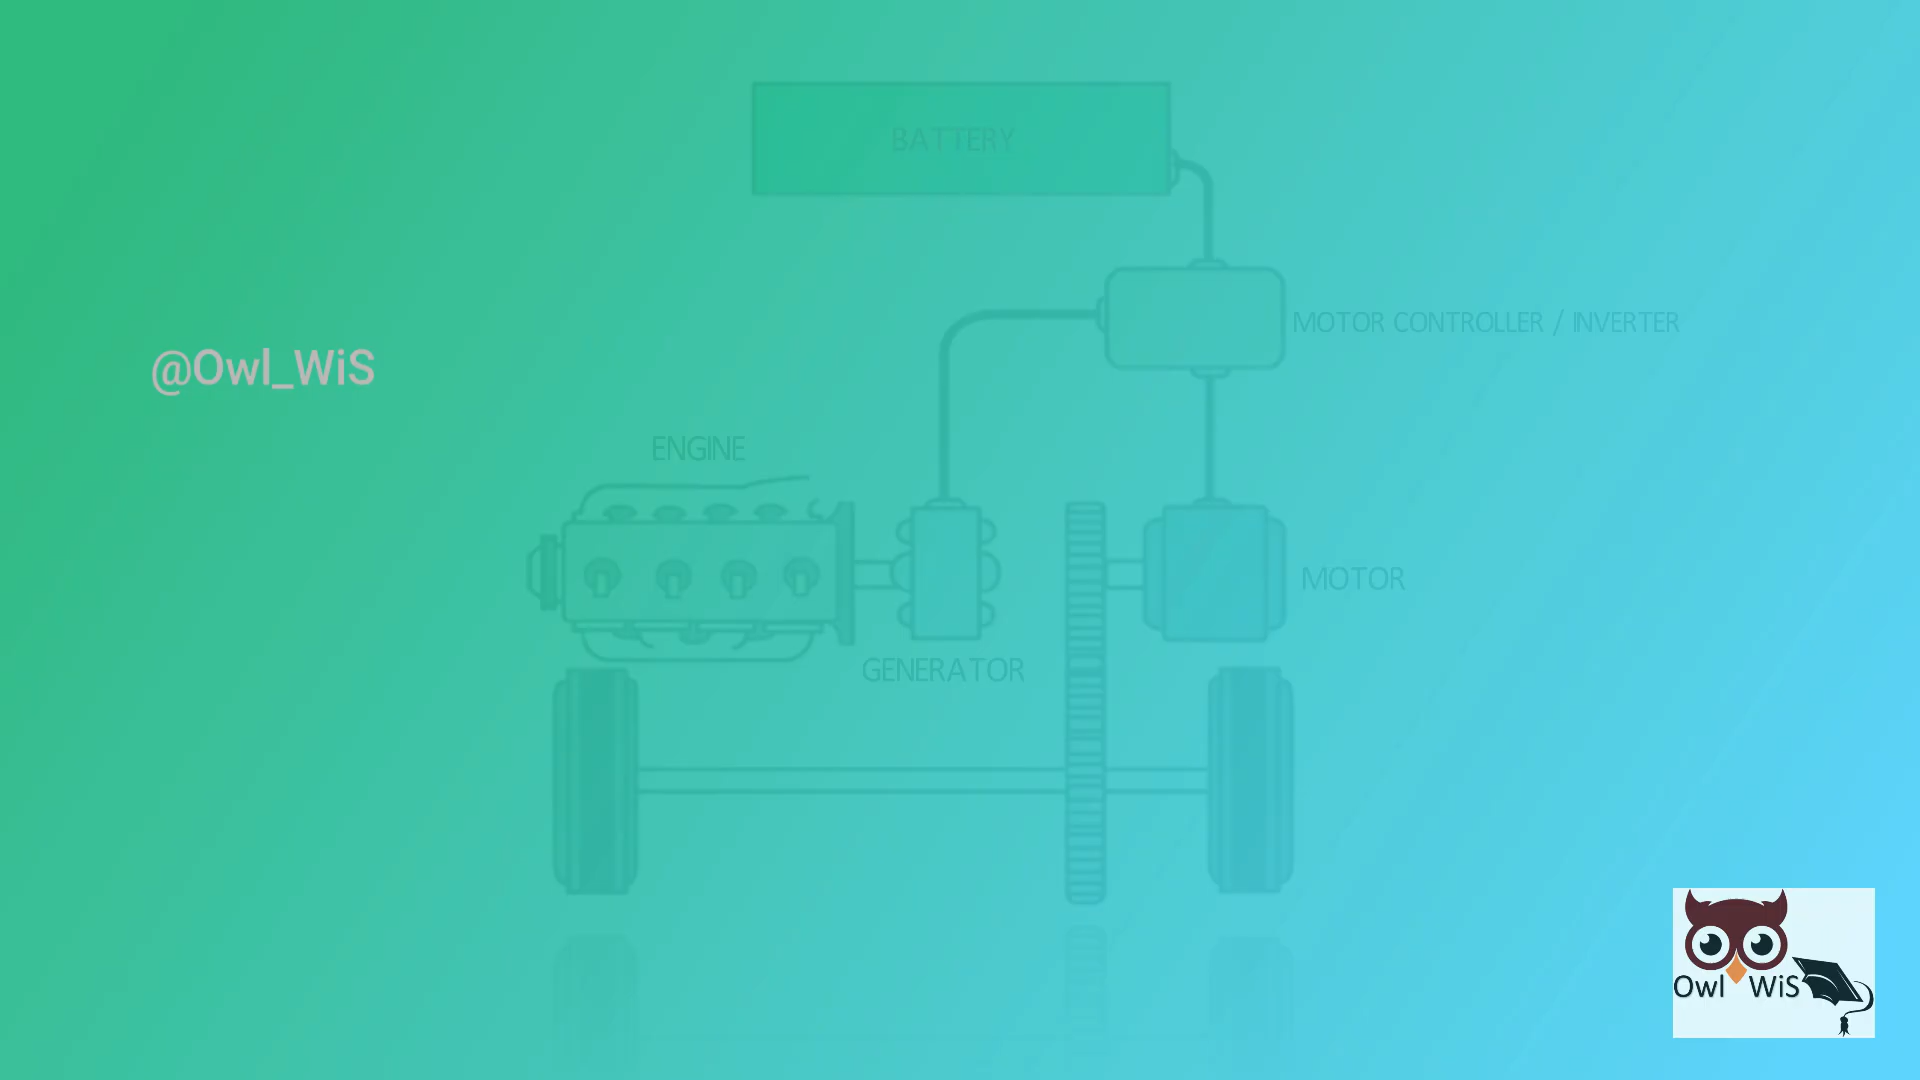 BATTERY
MOTOR CONTROLLER / INVERTER
@Owl_WiS
ENGINE
MOTOR
GENERATOR
Owl WiS